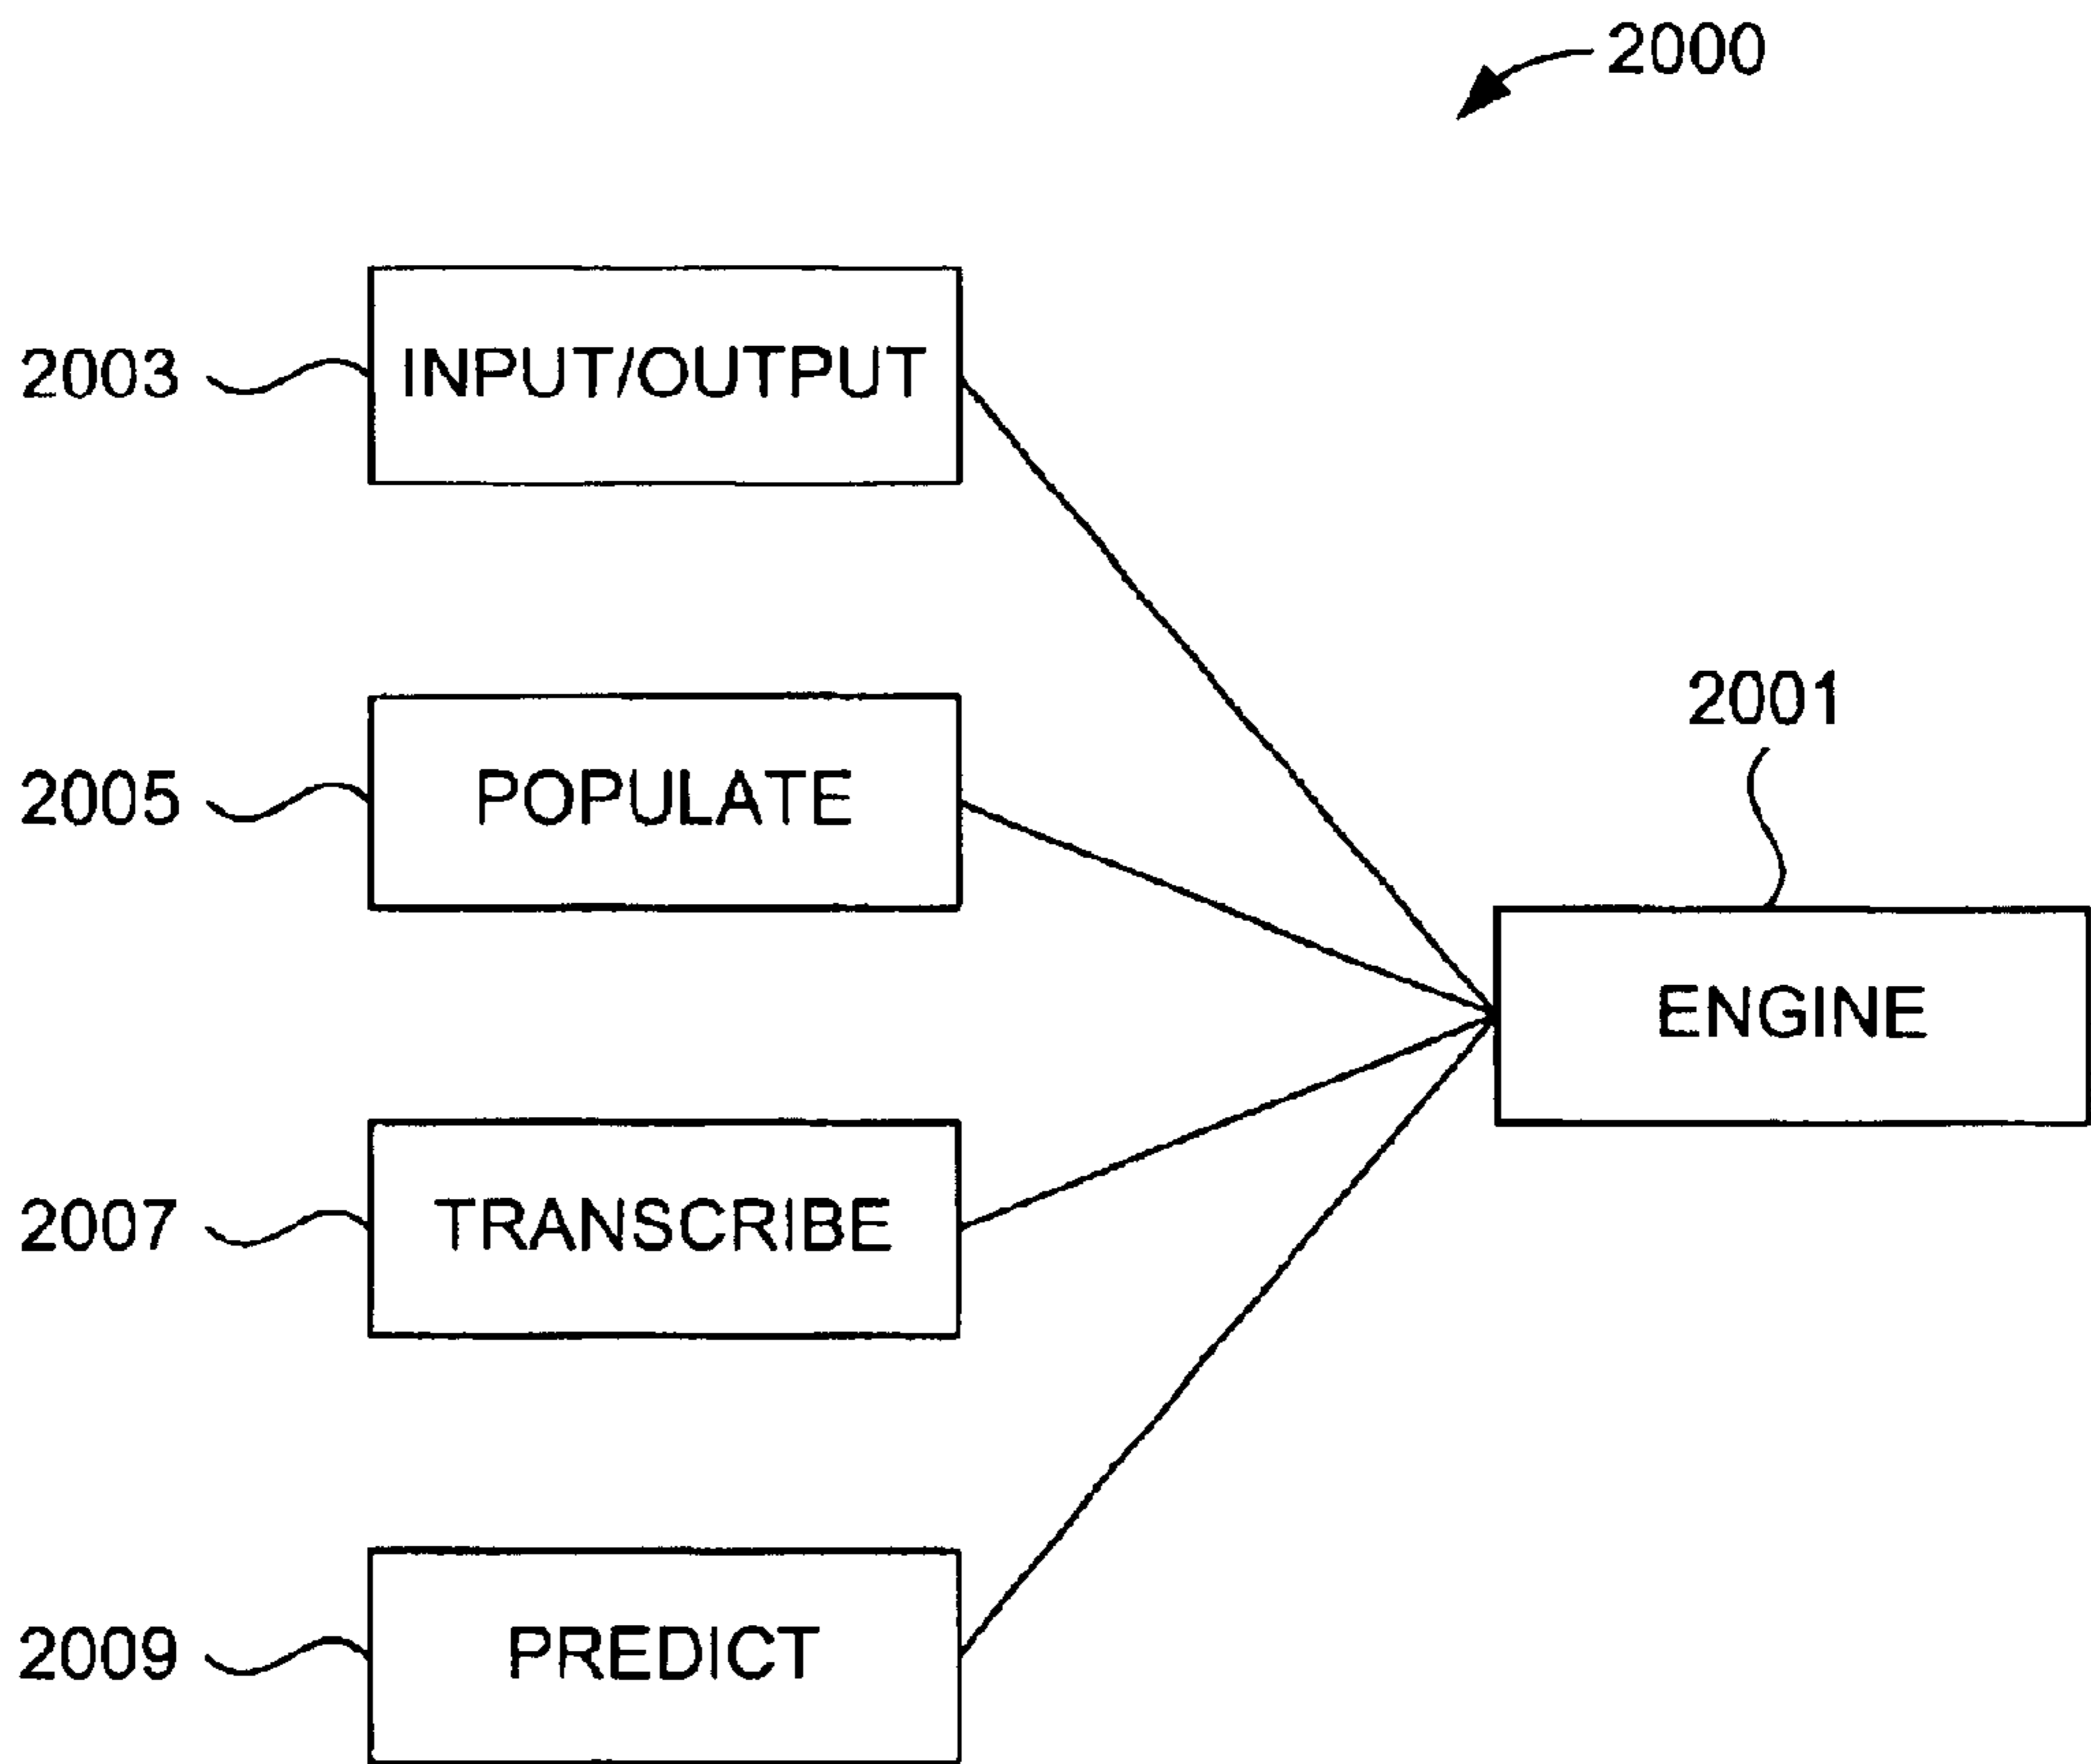 2000
2003
INPUT/OUTPUT
2001
2005
POPULATE
ENGINE
2007
TRANSCRIBE
2009
PREDICT